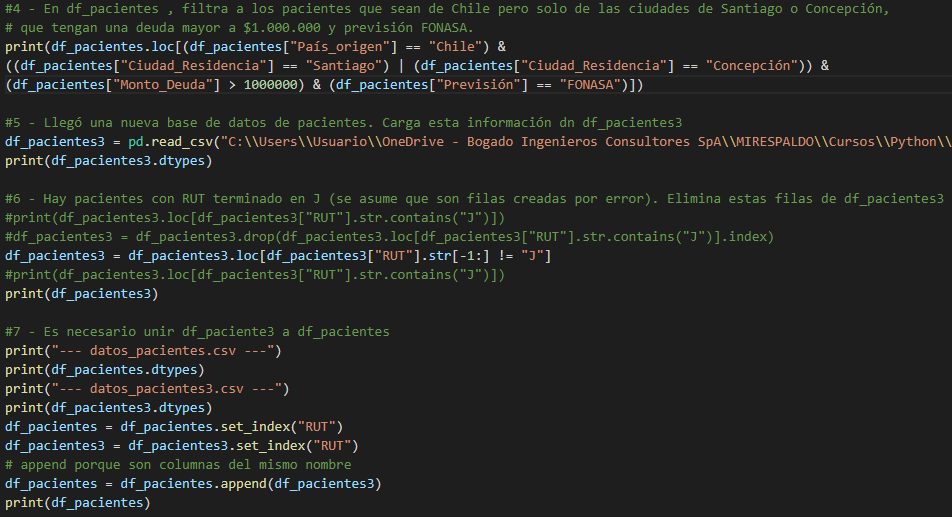 #4 - En df_pacientes , filtra a los pacientes que sean de Chile pero solo de las ciudades de Santiago o Concepción,
# que tengan una deuda mayor a $1.000.000 y previsión FONASA.
print(df_pacientes.loc[(df_pacientes["País_origen"] == "Chile") &
((df_pacientes["Ciudad_Residencia"] == "Santiago") | (df_pacientes["Ciudad_Residencia"] == "Concepción")) &
(df_pacientes["Monto_Deuda"] > 1000000) & (df_pacientes["Previsión"] == "FONASA")])
#5 - Llegó una nueva base de datos de pacientes. Carga esta información dn df_pacientes3
df_pacientes3 = pd.read_csv("C:\\Users\\Usuario\\OneDrive - Bogado Ingenieros Consultores SpA\\MIRESPALDO\\Cursos\\Python\\
print(df_pacientes3.dtypes)
#6 - Hay pacientes con RUT terminado en J (se asume que son filas creadas por error). Elimina estas filas de df_pacientes3
#print(df_pacientes3.loc[df_pacientes3["RUT"].str.contains("J")])
#df_pacientes3 = df_pacientes3.drop(df_pacientes3.loc[df_pacientes3["RUT"].str.contains("J")].index)
df_pacientes3 = df_pacientes3.loc[df_pacientes3["RUT"].str[-1:] != "J"]
#print(df_pacientes3.loc[df_pacientes3["RUT"].str.contains("J")])
print(df_pacientes3)
#7 - Es necesario unir df_paciente3 a df_pacientes
print("--- datos_pacientes.csv ---")
print(df_pacientes.dtypes)
print("--- datos_pacientes3.csv ---")
print(df_pacientes3.dtypes)
df_pacientes = df_pacientes.set_index("RUT")
df_pacientes3 = df_pacientes3.set_index("RUT")
# append porque son columnas del mismo nombre
df_pacientes = df_pacientes.append(df_pacientes3)
print(df_pacientes)